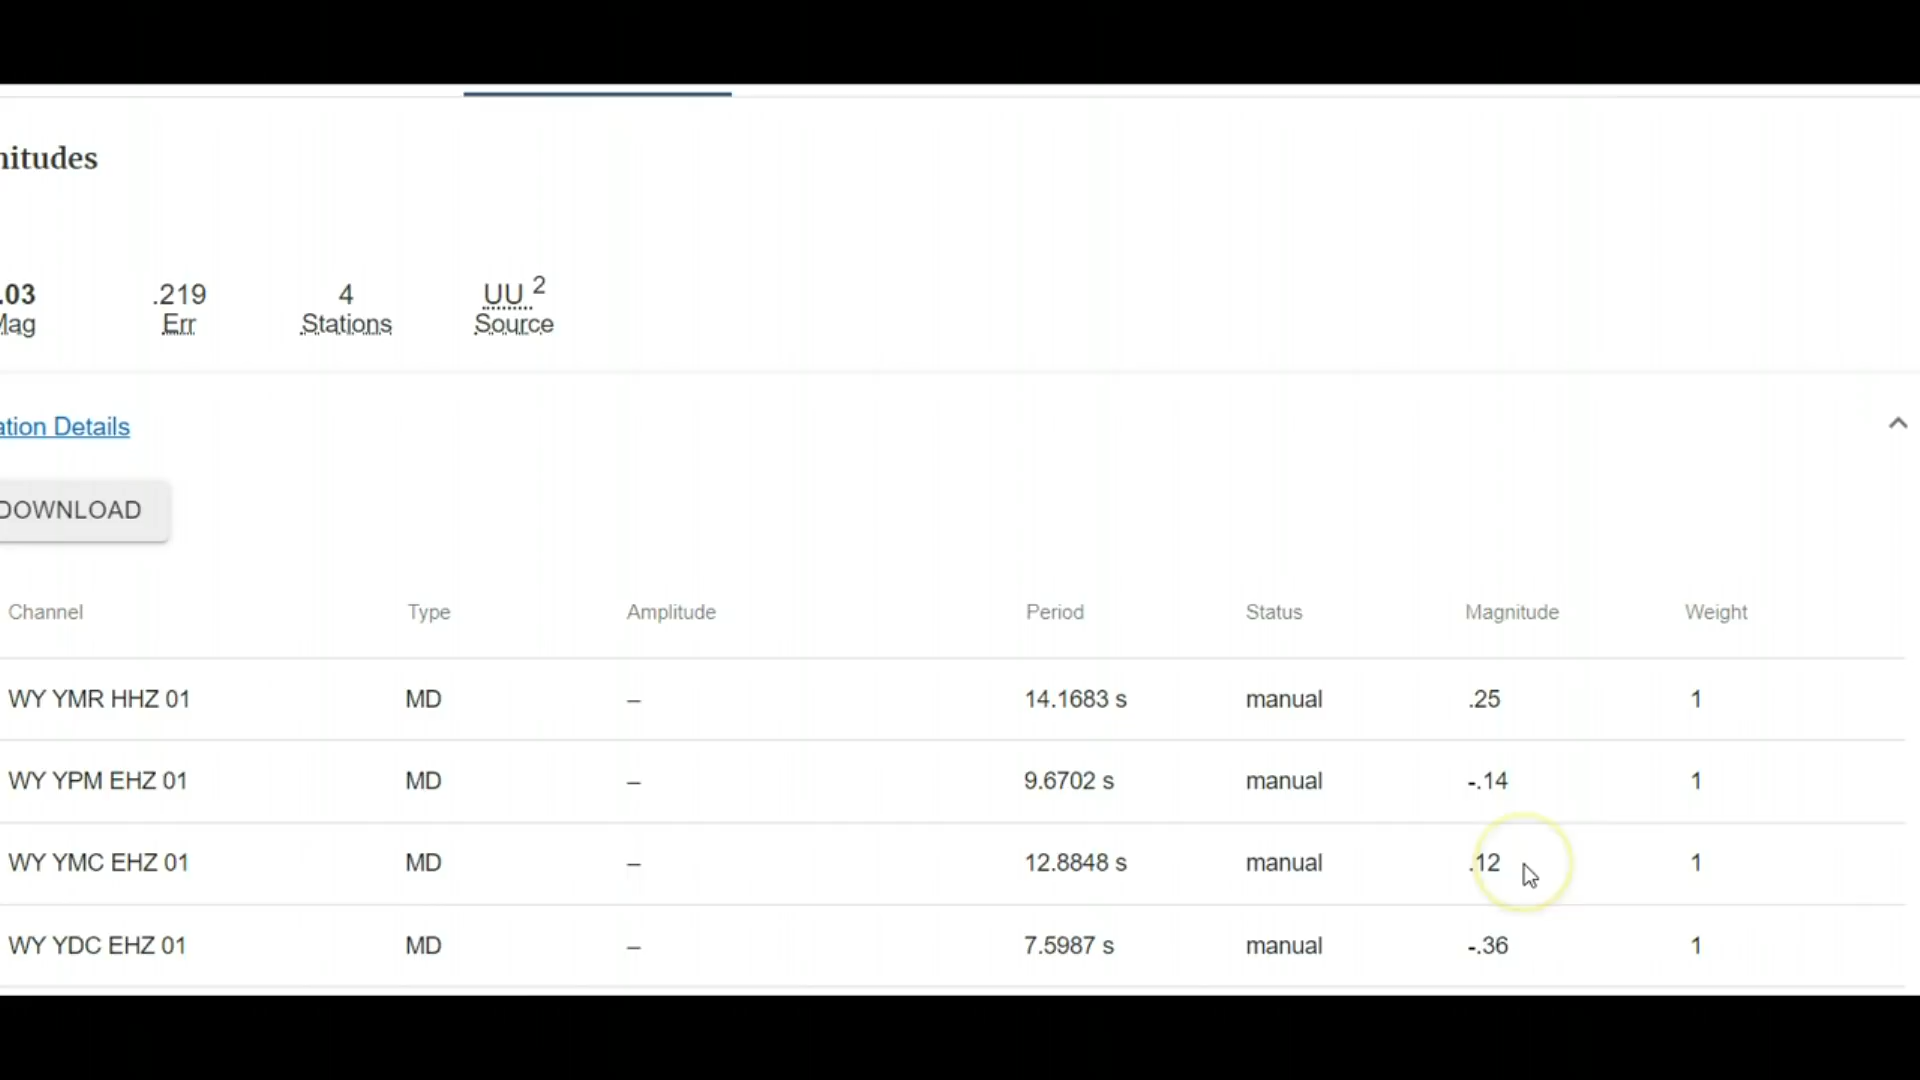 nitudes
.03 .219 4 UU 2
Mag Err Stations Source
ation Details
DOWNLOAD
Channel Type Amplitude Period Status Magnitude Weight
WY YMR HHZ 01 MD – 14.1683 s manual .25 1
WY YPM EHZ 01 MD – 9.6702 s manual -.14 1
WY YMC EHZ 01 MD – 12.8848 s manual .12 1
WY YDC EHZ 01 MD – 7.5987 s manual -.36 1